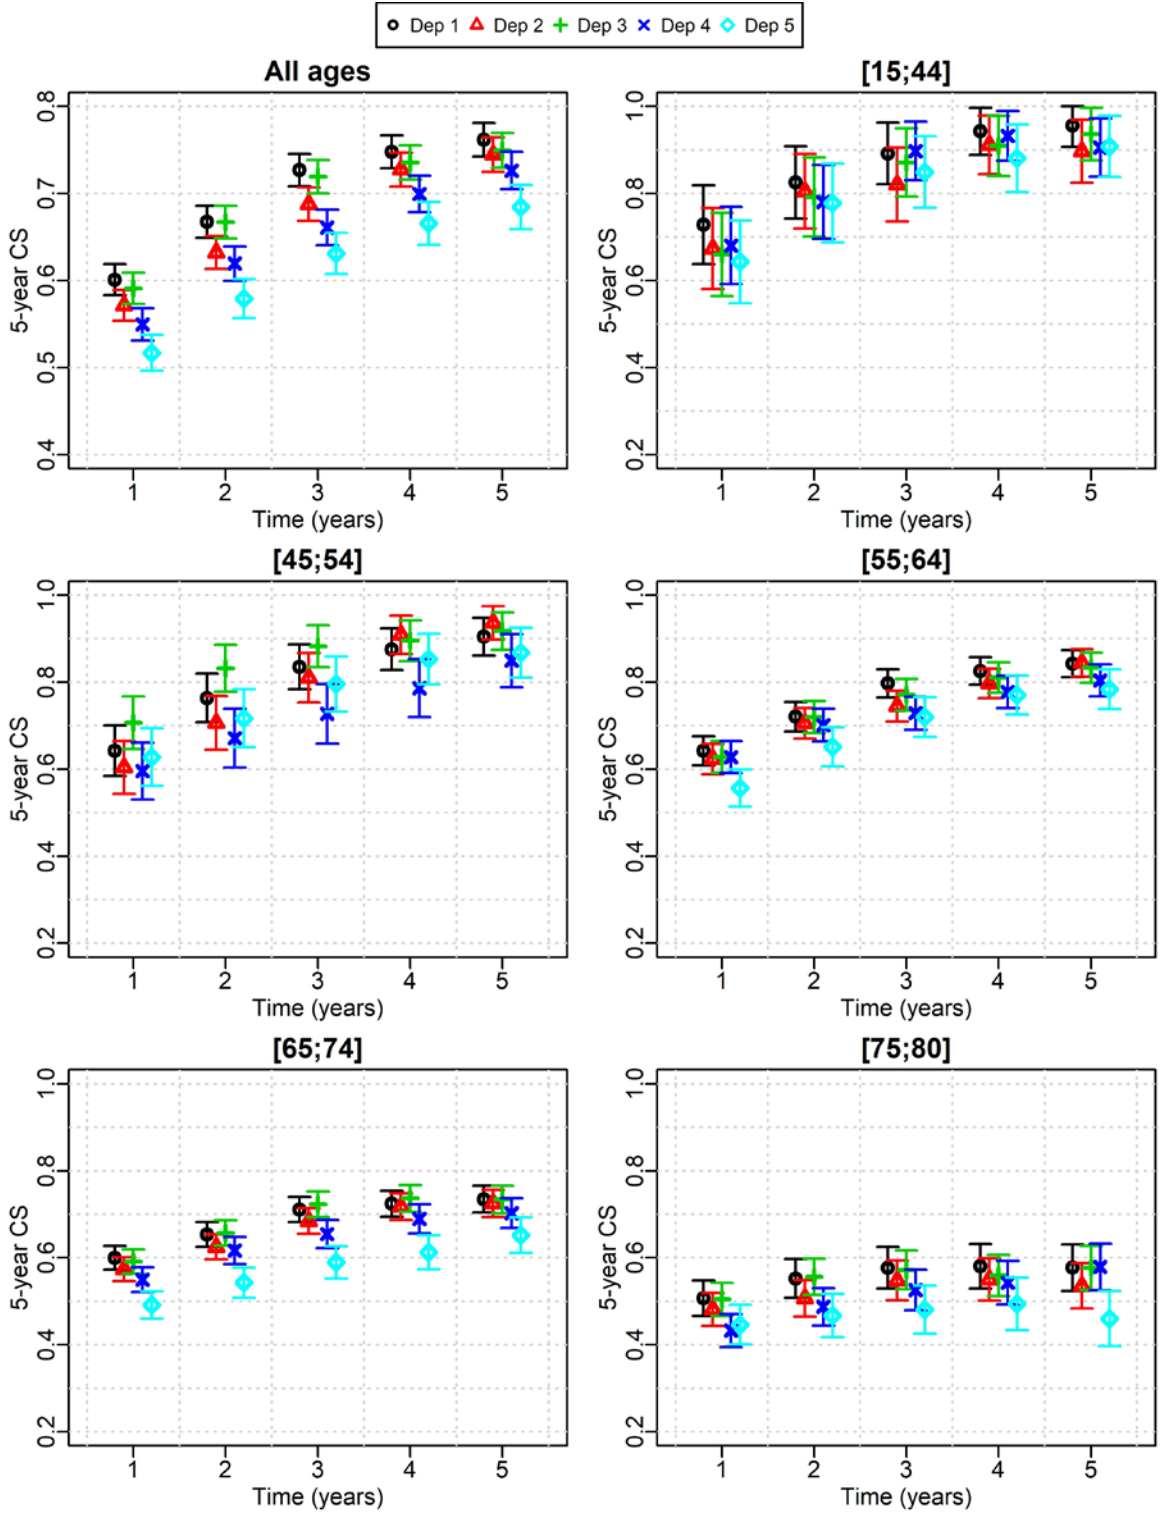 Dep 1 Dep 2 Dep 3 Dep 4 Dep 5
All ages
5-year CS
0.8
0.7
0.6
0.5
0.4
1 2 3 4 5
Time (years)
[15;44]
5-year CS
1.0
0.8
0.6
0.4
0.2
1 2 3 4 5
Time (years)
[45;54]
5-year CS
1.0
0.8
0.6
0.4
0.2
1 2 3 4 5
Time (years)
[55;64]
5-year CS
1.0
0.8
0.6
0.4
0.2
1 2 3 4 5
Time (years)
[65;74]
5-year CS
1.0
0.8
0.6
0.4
0.2
1 2 3 4 5
Time (years)
[75;80]
5-year CS
1.0
0.8
0.6
0.4
0.2
1 2 3 4 5
Time (years)